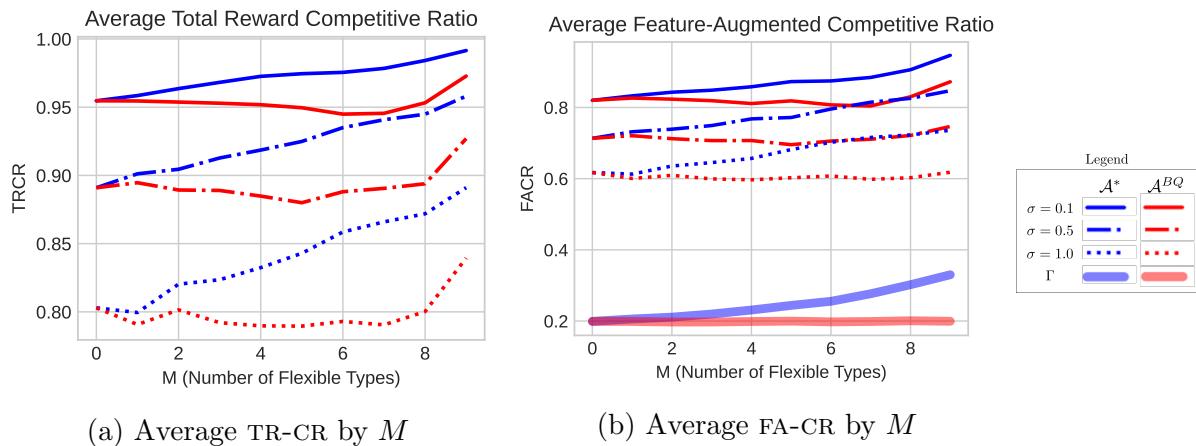 Average Total Reward Competitive Ratio
1.00
0.95
0.90
0.85
0.80
TRCR
0 2 4 6 8
M (Number of Flexible Types)
(a) Average TR-CR by M
Average Feature-Augmented Competitive Ratio
0.8
0.6
0.4
0.2
FACR
0 2 4 6 8
M (Number of Flexible Types)
(b) Average FA-CR by M
Legend
𝒜* 𝒜^{BQ}
σ = 0.1
σ = 0.5
σ = 1.0
Γ